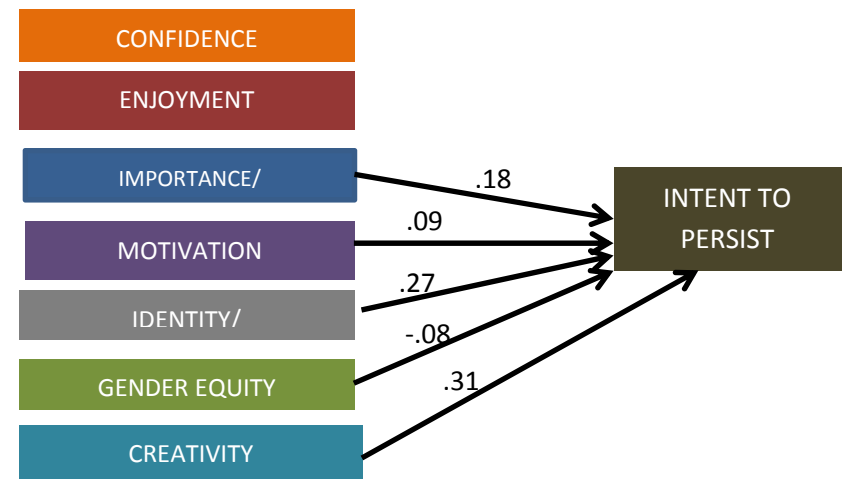 CONFIDENCE
ENJOYMENT
IMPORTANCE/
MOTIVATION
IDENTITY/
GENDER EQUITY
CREATIVITY
.18
.09
.27
-.08
.31
INTENT TO
PERSIST